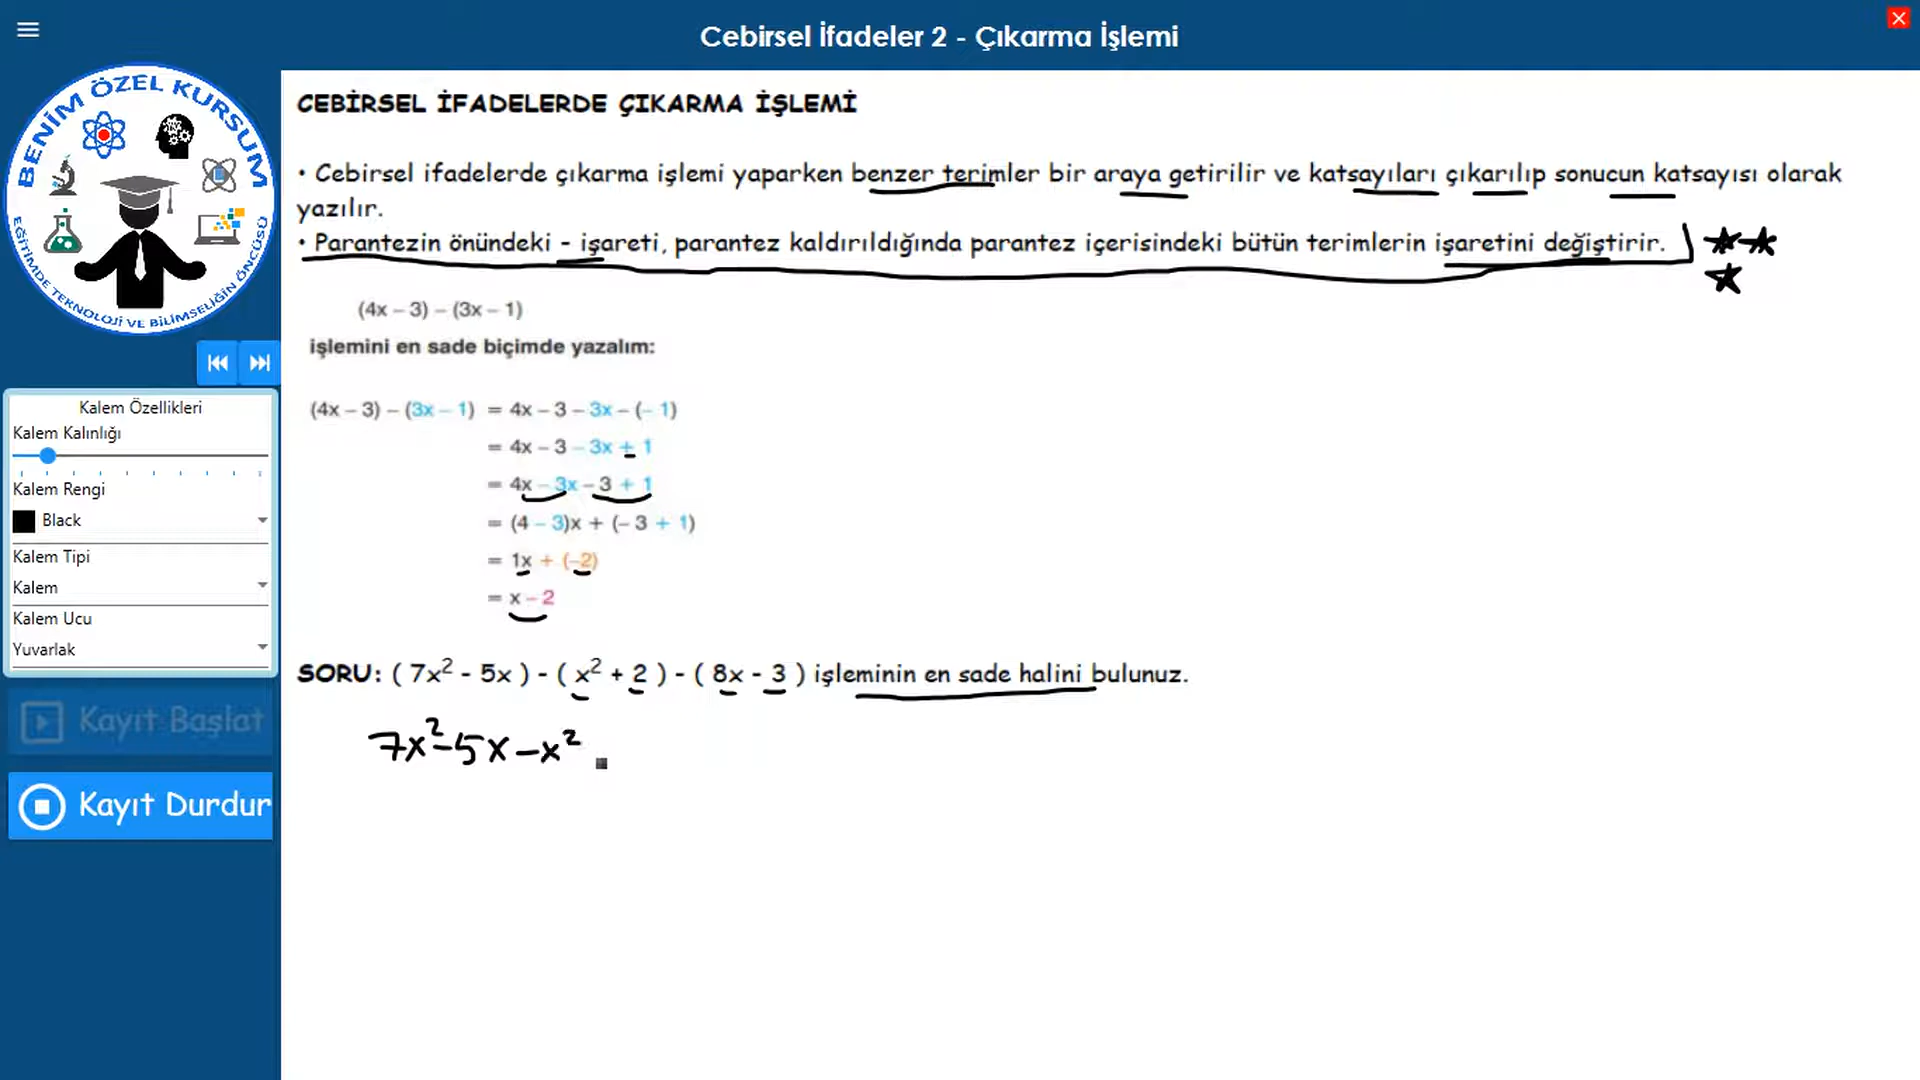 Cebirsel İfadeler 2 - Çıkarma İşlemi
BENİM ÖZEL KURSUM
EĞİTİMDE TEKNOLOJİ VE BİLİMSELİĞİN ÖNCÜSÜ
Kalem Özellikleri
Kalem Kalınlığı
Kalem Rengi
Black
Kalem Tipi
Kalem
Kalem Ucu
Yuvarlak
Kayıt Başlat
Kayıt Durdur
CEBİRSEL İFADELERDE ÇIKARMA İŞLEMİ
• Cebirsel ifadelerde çıkarma işlemi yaparken benzer terimler bir araya getirilir ve katsayıları çıkarılıp sonucun katsayısı olarak
yazılır.
• Parantezin önündeki - işareti, parantez kaldırıldığında parantez içerisindeki bütün terimlerin işaretini değiştirir.
(4x – 3) – (3x – 1)
işlemini en sade biçimde yazalım:
(4x – 3) – (3x – 1) = 4x – 3 – 3x – (– 1)
= 4x – 3 – 3x + 1
= 4x – 3x – 3 + 1
= (4 – 3)x + (– 3 + 1)
= 1x + (–2)
= x – 2
SORU: ( 7x² - 5x ) - ( x² + 2 ) - ( 8x - 3 ) işleminin en sade halini bulunuz.
7x² - 5x - x²